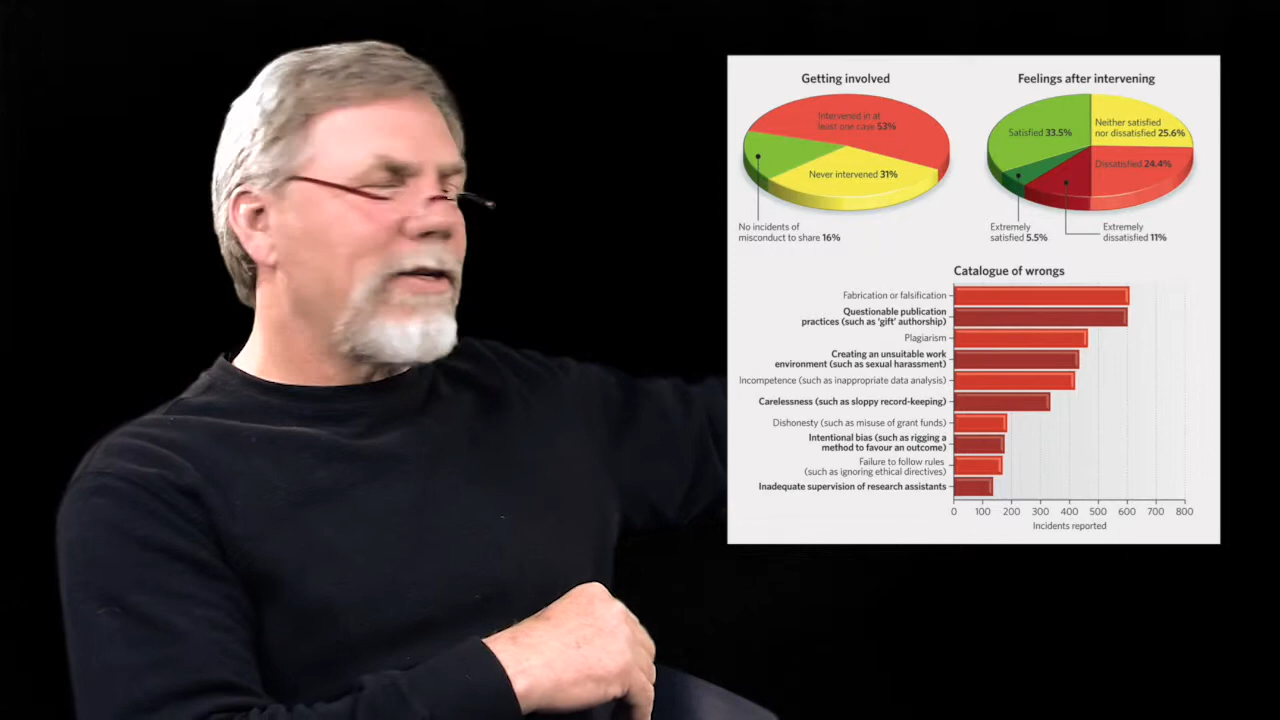 Getting involved
Intervened in at
least one case 53%
Never intervened 31%
No incidents of
misconduct to share 16%
Feelings after intervening
Satisfied 33.5%
Neither satisfied
nor dissatisfied 25.6%
Dissatisfied 24.4%
Extremely
satisfied 5.5%
Extremely
dissatisfied 11%
Catalogue of wrongs
Fabrication or falsification
Questionable publication
practices (such as ‘gift’ authorship)
Plagiarism
Creating an unsuitable work
environment (such as sexual harassment)
Incompetence (such as inappropriate data analysis)
Carelessness (such as sloppy record-keeping)
Dishonesty (such as misuse of grant funds)
Intentional bias (such as rigging a
method to favour an outcome)
Failure to follow rules
(such as ignoring ethical directives)
Inadequate supervision of research assistants
0 100 200 300 400 500 600 700 800
Incidents reported